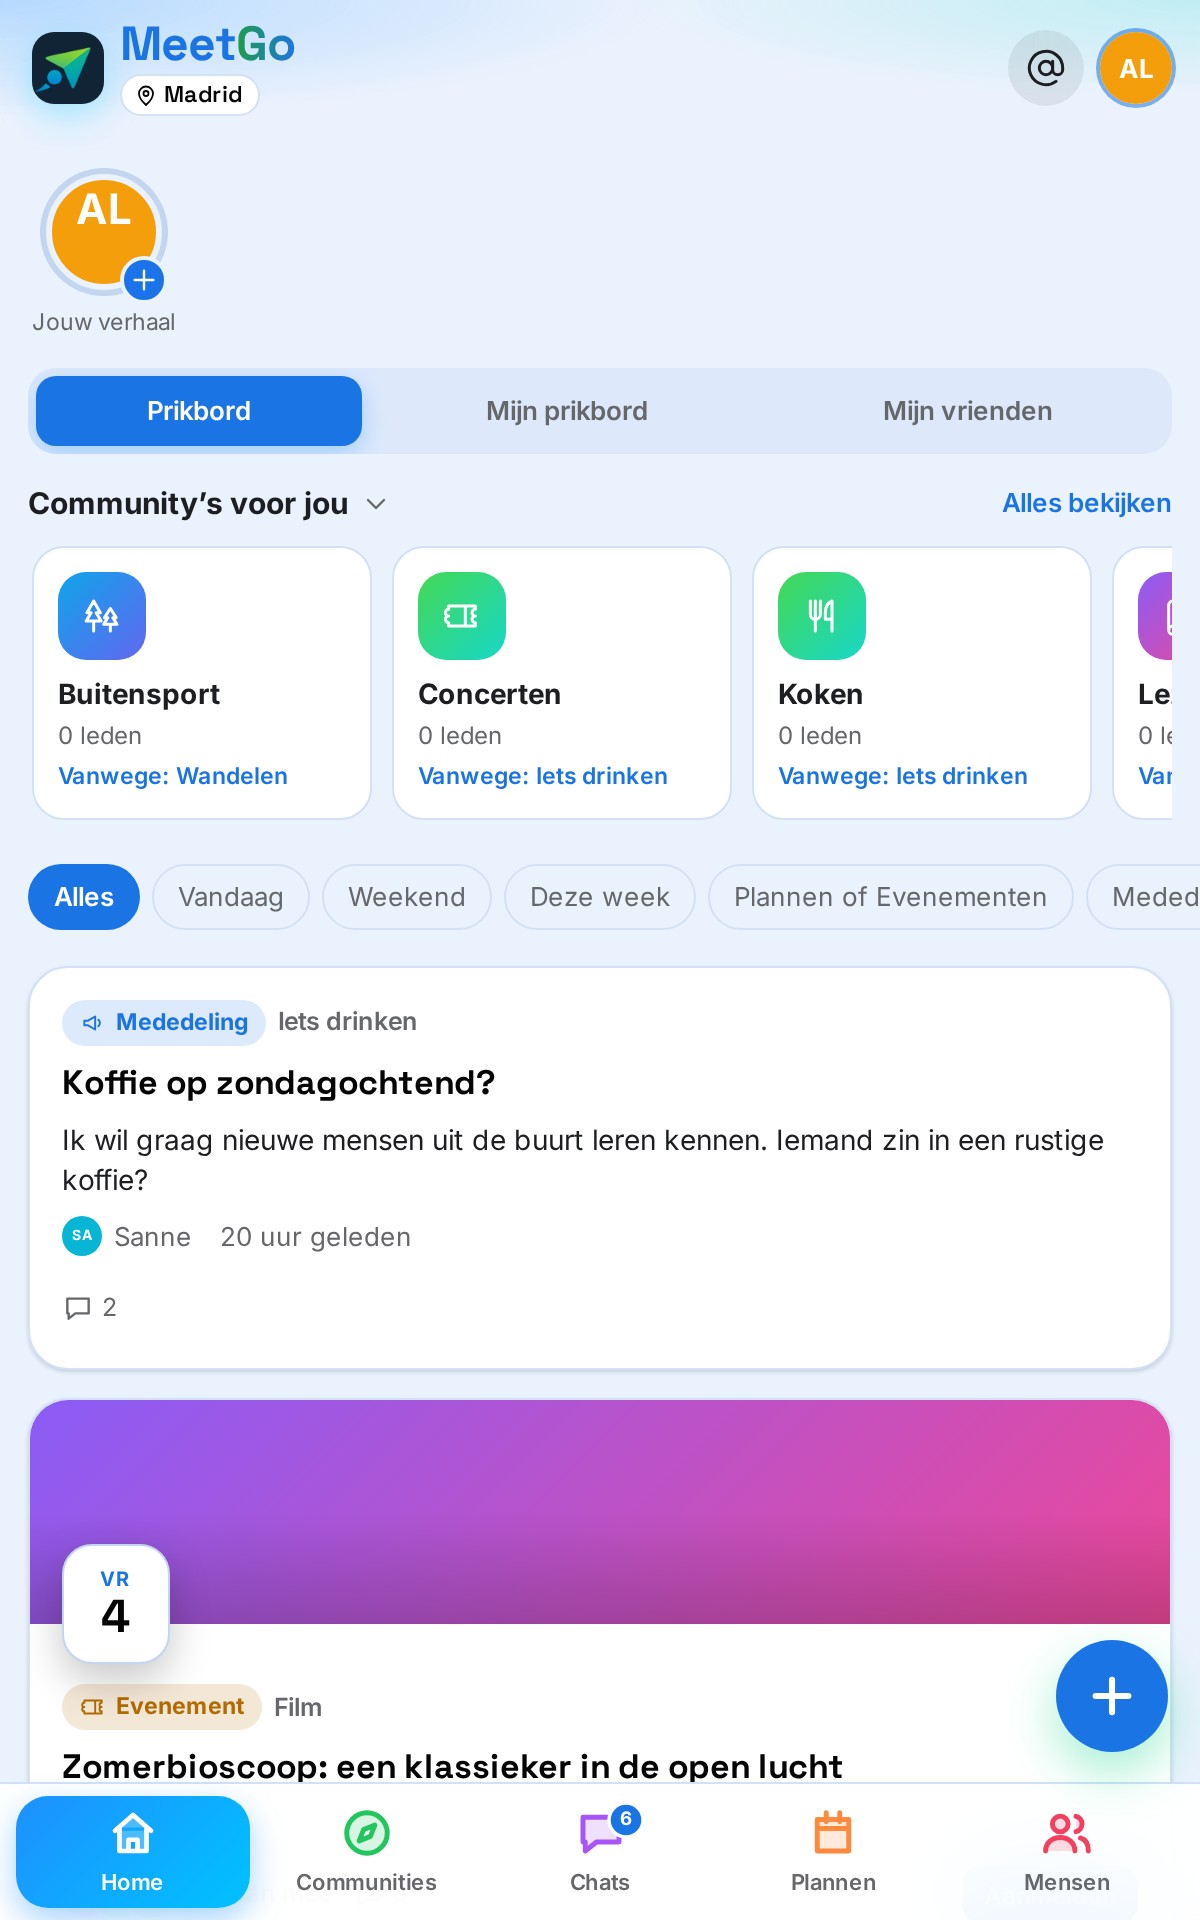 MeetGo
Madrid
AL
AL
Jouw verhaal
Prikbord
Mijn prikbord
Mijn vrienden
Community’s voor jou
Alles bekijken
Buitensport
0 leden
Vanwege: Wandelen
Concerten
0 leden
Vanwege: Iets drinken
Koken
0 leden
Vanwege: Iets drinken
Alles
Vandaag
Weekend
Deze week
Plannen of Evenementen
Mededeling Iets drinken
Koffie op zondagochtend?
Ik wil graag nieuwe mensen uit de buurt leren kennen. Iemand zin in een rustige
koffie?
SA Sanne 20 uur geleden
2
VR
4
Evenement Film
Zomerbioscoop: een klassieker in de open lucht
Home
Communities
6
Chats
Plannen
Mensen